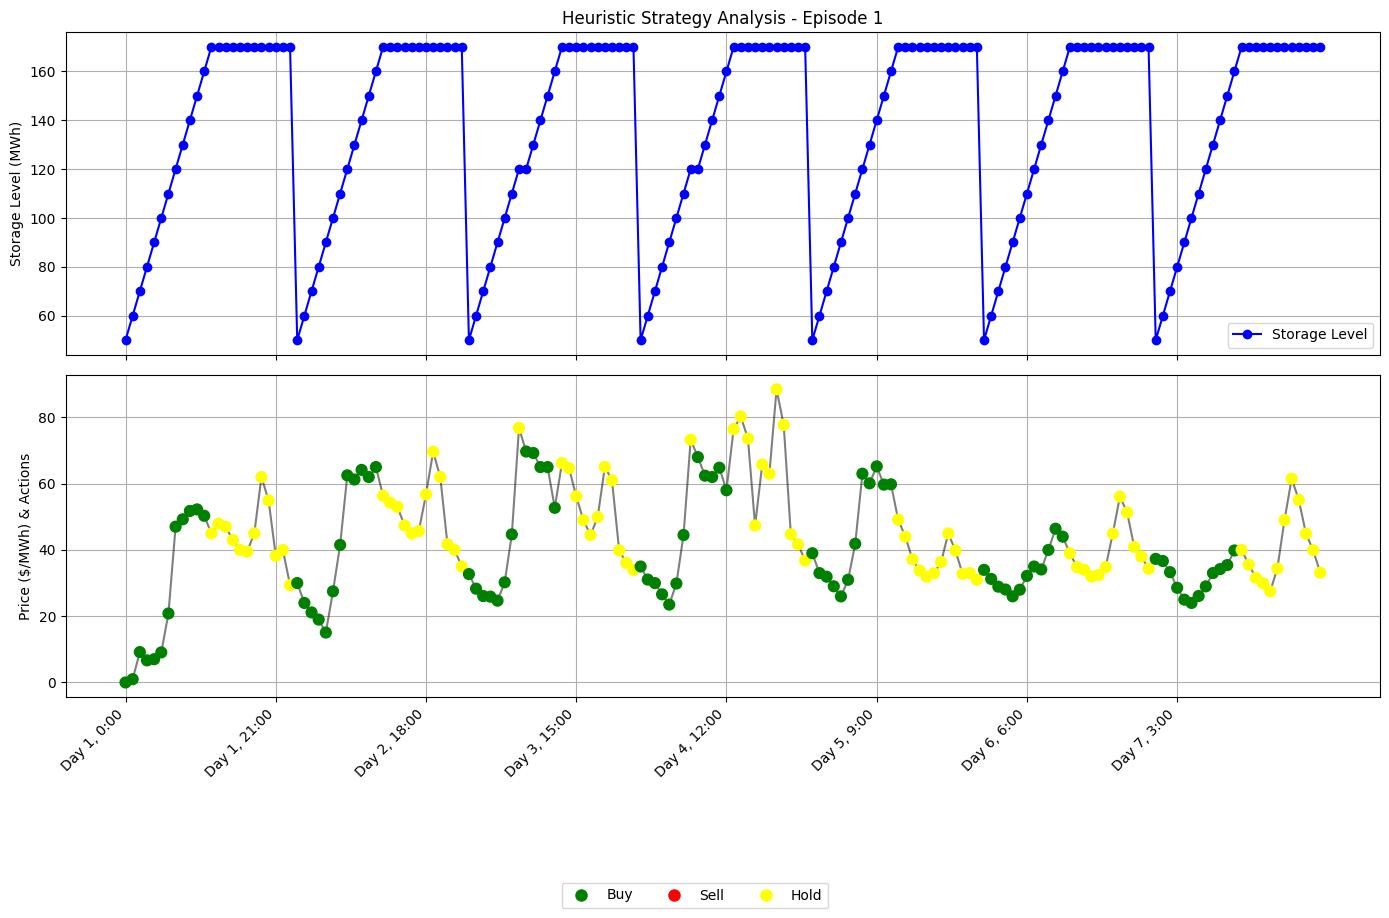 Heuristic Strategy Analysis - Episode 1
Storage Level (MWh)
160
140
120
100
80
60
Storage Level
Price ($/MWh) & Actions
80
60
40
20
0
Day 1, 0:00
Day 1, 21:00
Day 2, 18:00
Day 3, 15:00
Day 4, 12:00
Day 5, 9:00
Day 6, 6:00
Day 7, 3:00
Buy
Sell
Hold